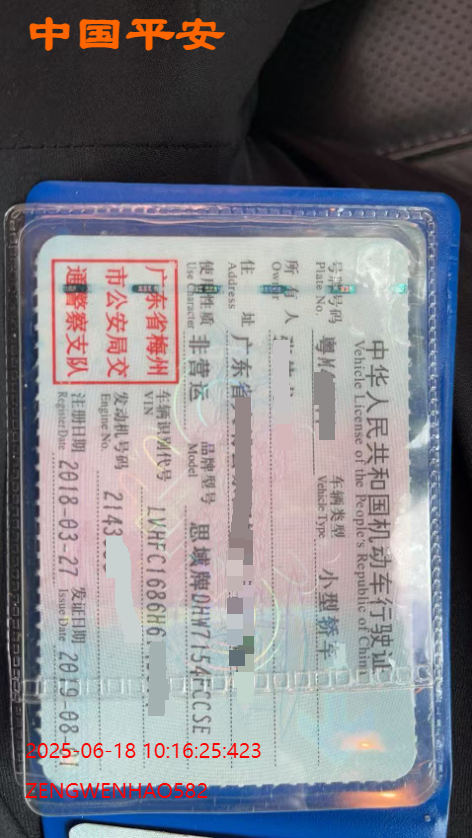 中国平安
中华人民共和国机动车行驶证
Vehicle License of the People's Republic of China
号牌号码 粤M 车辆类型 小型轿车
Plate No. Vehicle Type
所有人
Owner
住址 广东省
Address
使用性质 非营运 品牌型号 思域牌DHW7154FCCSE
Use Character Model
车辆识别代号 LVHFC1686H6
VIN
发动机号码 2143
Engine No.
注册日期 2018-03-27 发证日期 2019-08-
Register Date Issue Date
广东省梅州
市公安局交
通警察支队
2025-06-18 10:16:25:423
ZENGWENHAO582